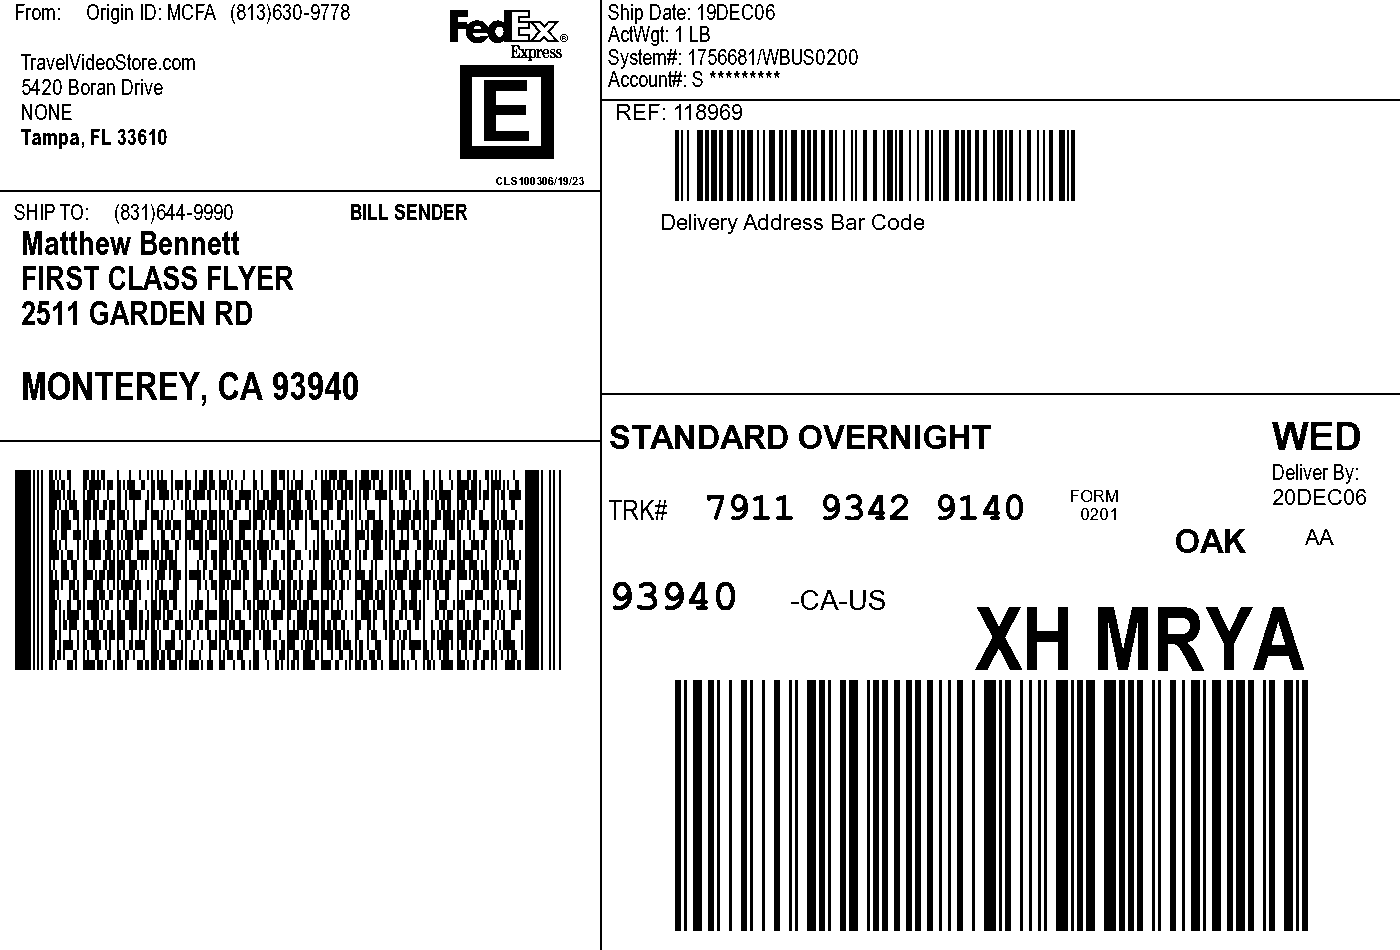 From: Origin ID: MCFA (813)630-9778
TravelVideoStore.com
5420 Boran Drive
NONE
Tampa, FL 33610
FedEx®
Express
E
CLS100306/19/23
Ship Date: 19DEC06
ActWgt: 1 LB
System#: 1756681/WBUS0200
Account#: S *********
REF: 118969
Delivery Address Bar Code
SHIP TO: (831)644-9990 BILL SENDER
Matthew Bennett
FIRST CLASS FLYER
2511 GARDEN RD
MONTEREY, CA 93940
STANDARD OVERNIGHT
WED
Deliver By:
20DEC06
TRK# 7911 9342 9140 FORM
0201
OAK AA
93940 -CA-US
XH MRYA